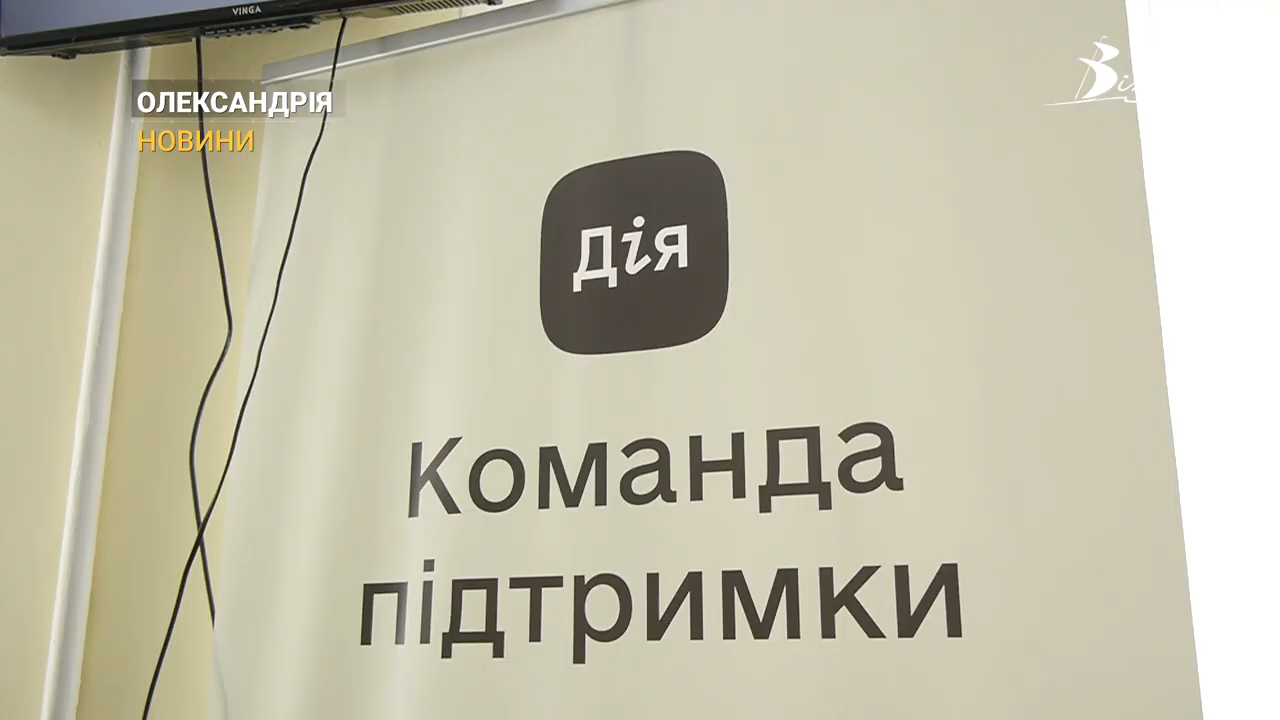 VINGA
ОЛЕКСАНДРІЯ
НОВИНИ
Дія
Команда
підтримки